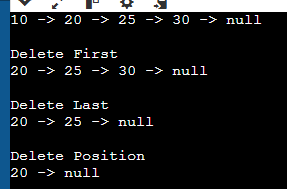 10 -> 20 -> 25 -> 30 -> null
Delete First
20 -> 25 -> 30 -> null
Delete Last
20 -> 25 -> null
Delete Position
20 -> null